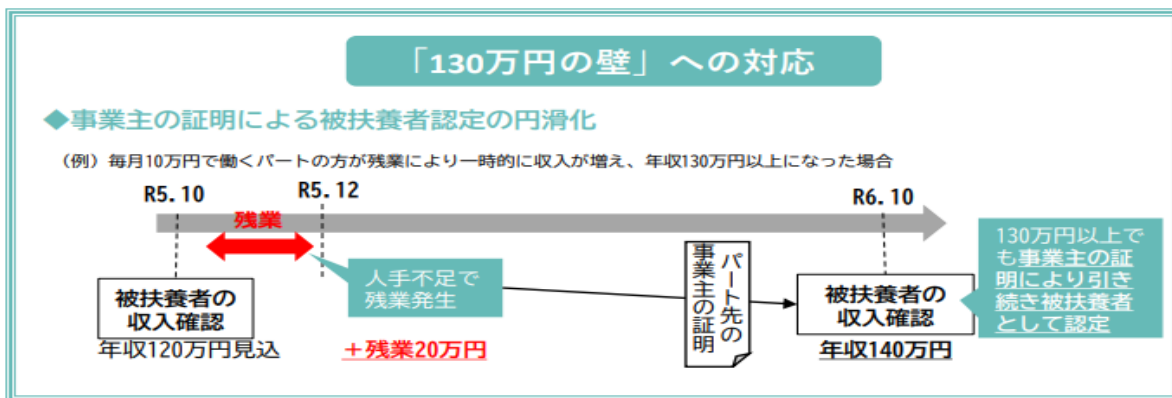 「130万円の壁」への対応
◆事業主の証明による被扶養者認定の円滑化
（例）毎月10万円で働くパートの方が残業により一時的に収入が増え、年収130万円以上になった場合
R5.10
R5.12
R6.10
残業
人手不足で
残業発生
被扶養者の
収入確認
年収120万円見込
＋残業20万円
パート先の
事業主の証明
被扶養者の
収入確認
年収140万円
130万円以上で
も事業主の証
明により引き
続き被扶養者
として認定